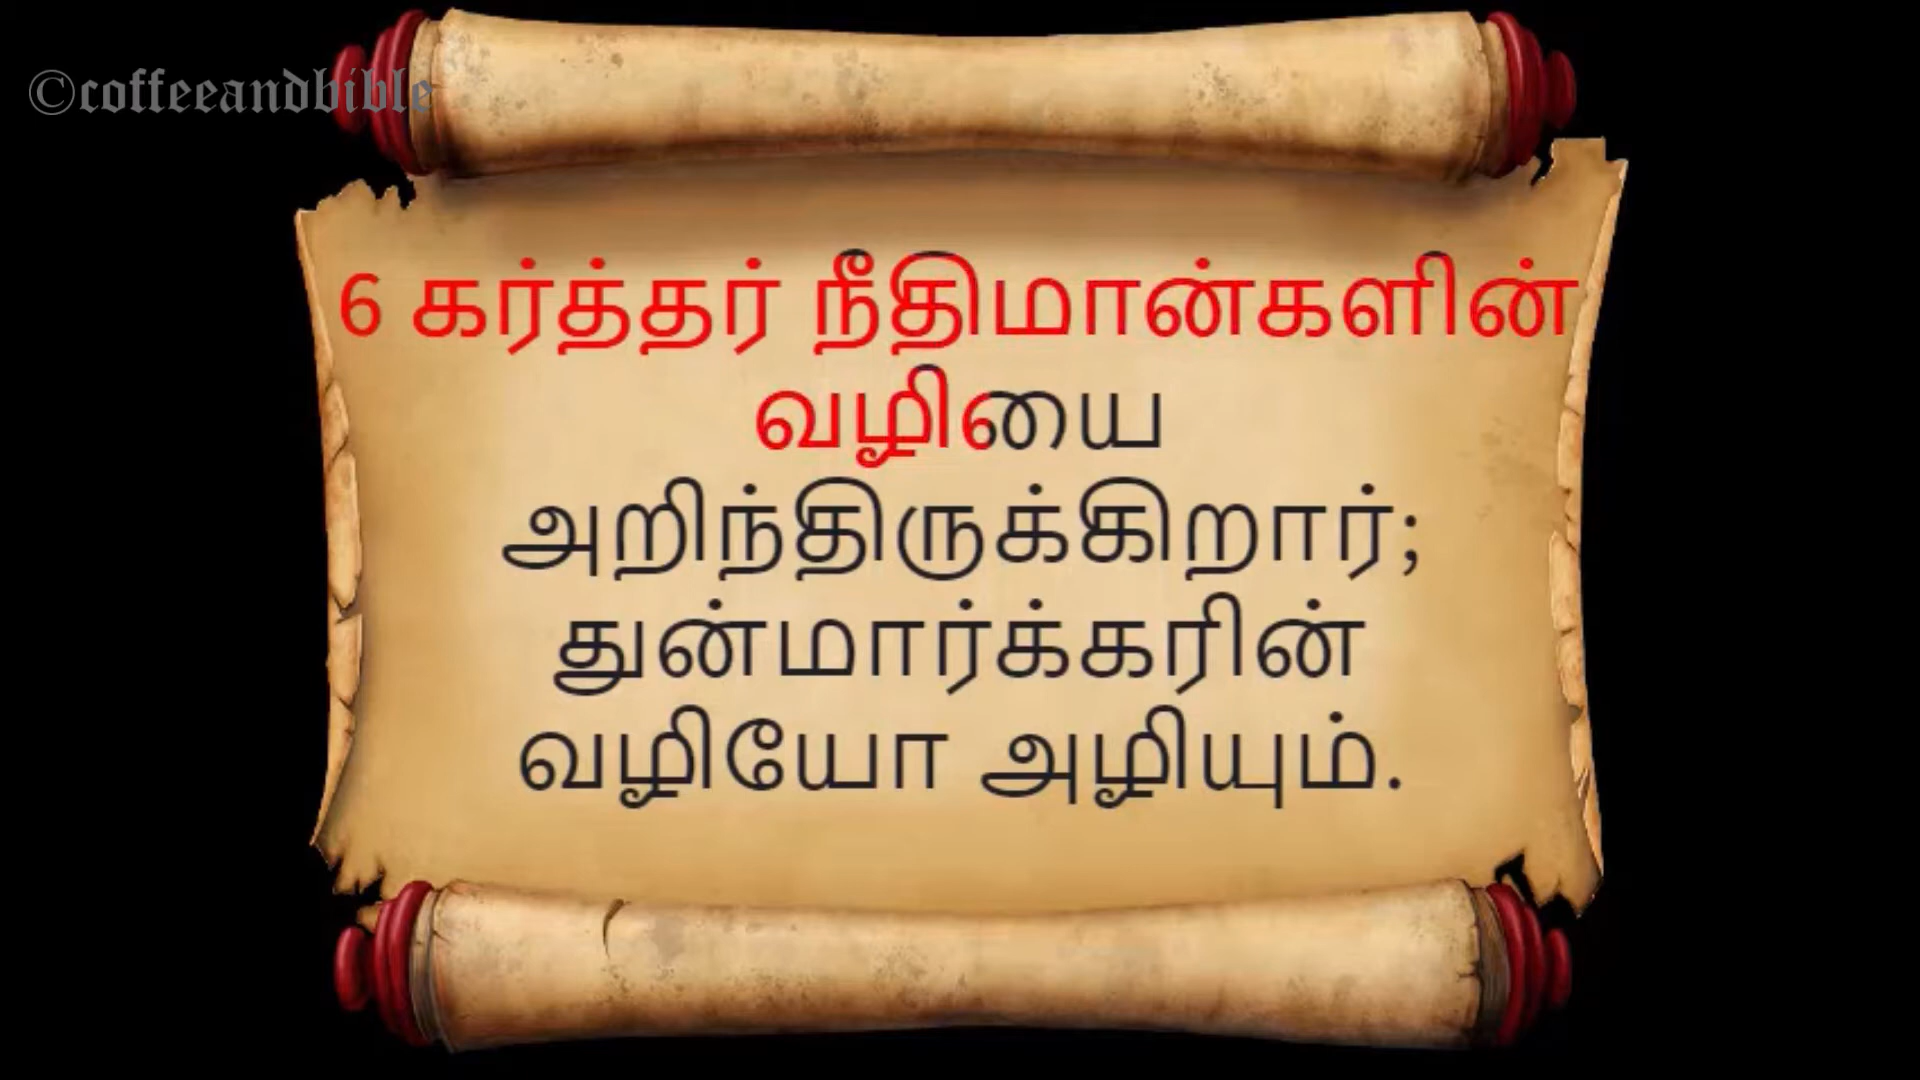 ©coffeeandbible
6 கர்த்தர் நீதிமான்களின்
வழியை
அறிந்திருக்கிறார்;
துன்மார்க்கரின்
வழியோ அழியும்.